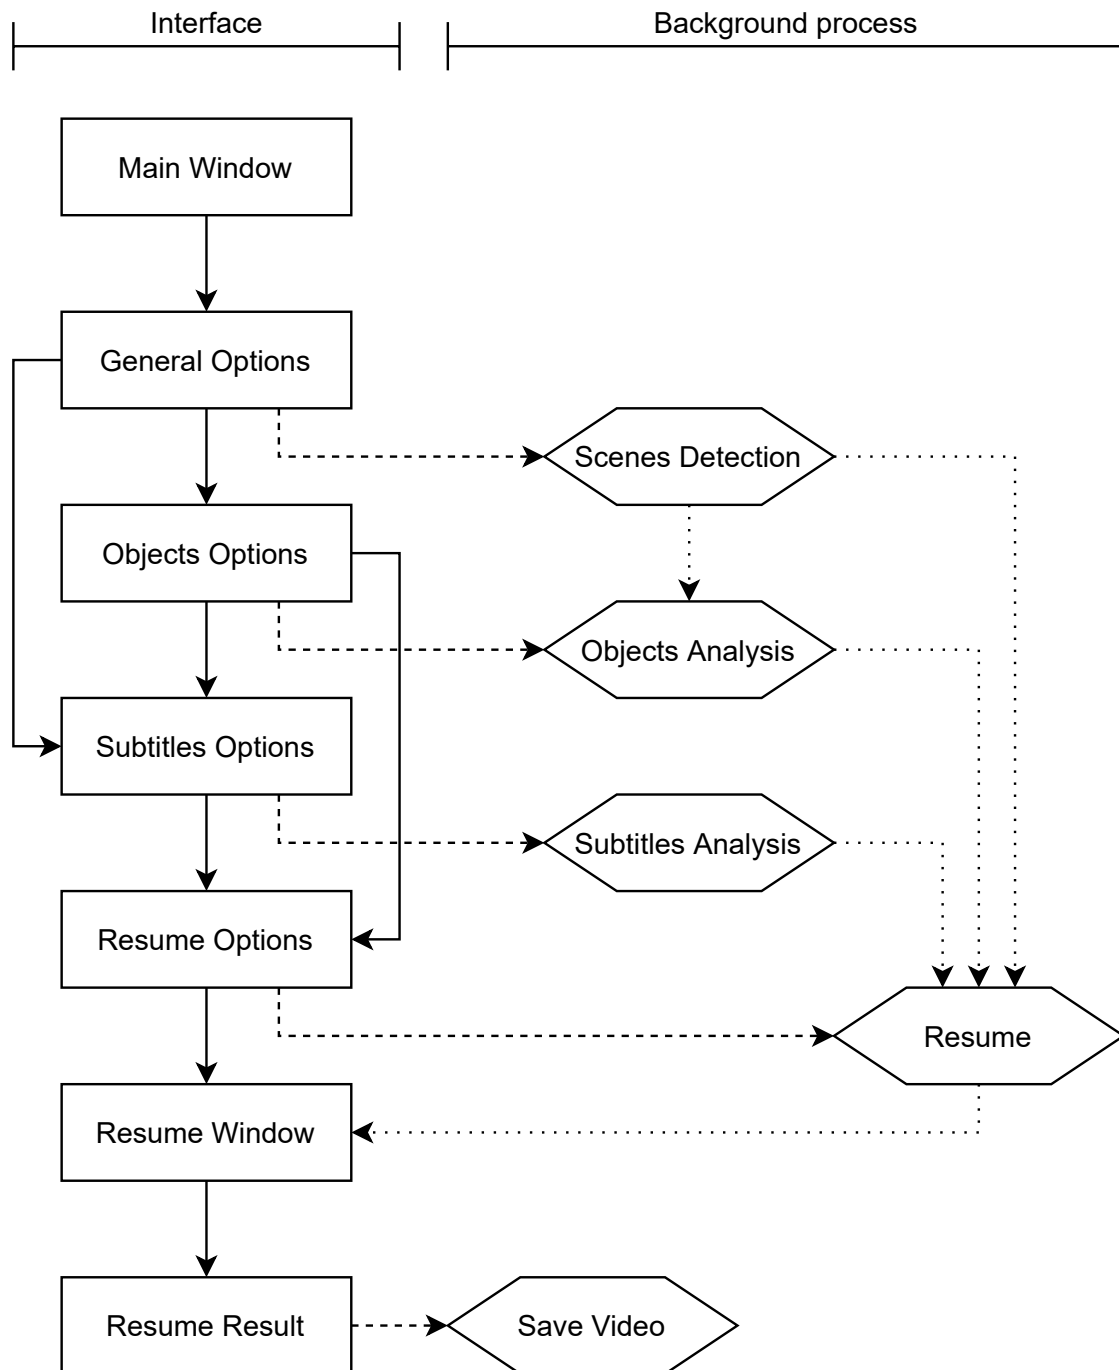 Interface
Background process
Main Window
General Options
Scenes Detection
Objects Options
Objects Analysis
Subtitles Options
Subtitles Analysis
Resume Options
Resume
Resume Window
Resume Result
Save Video